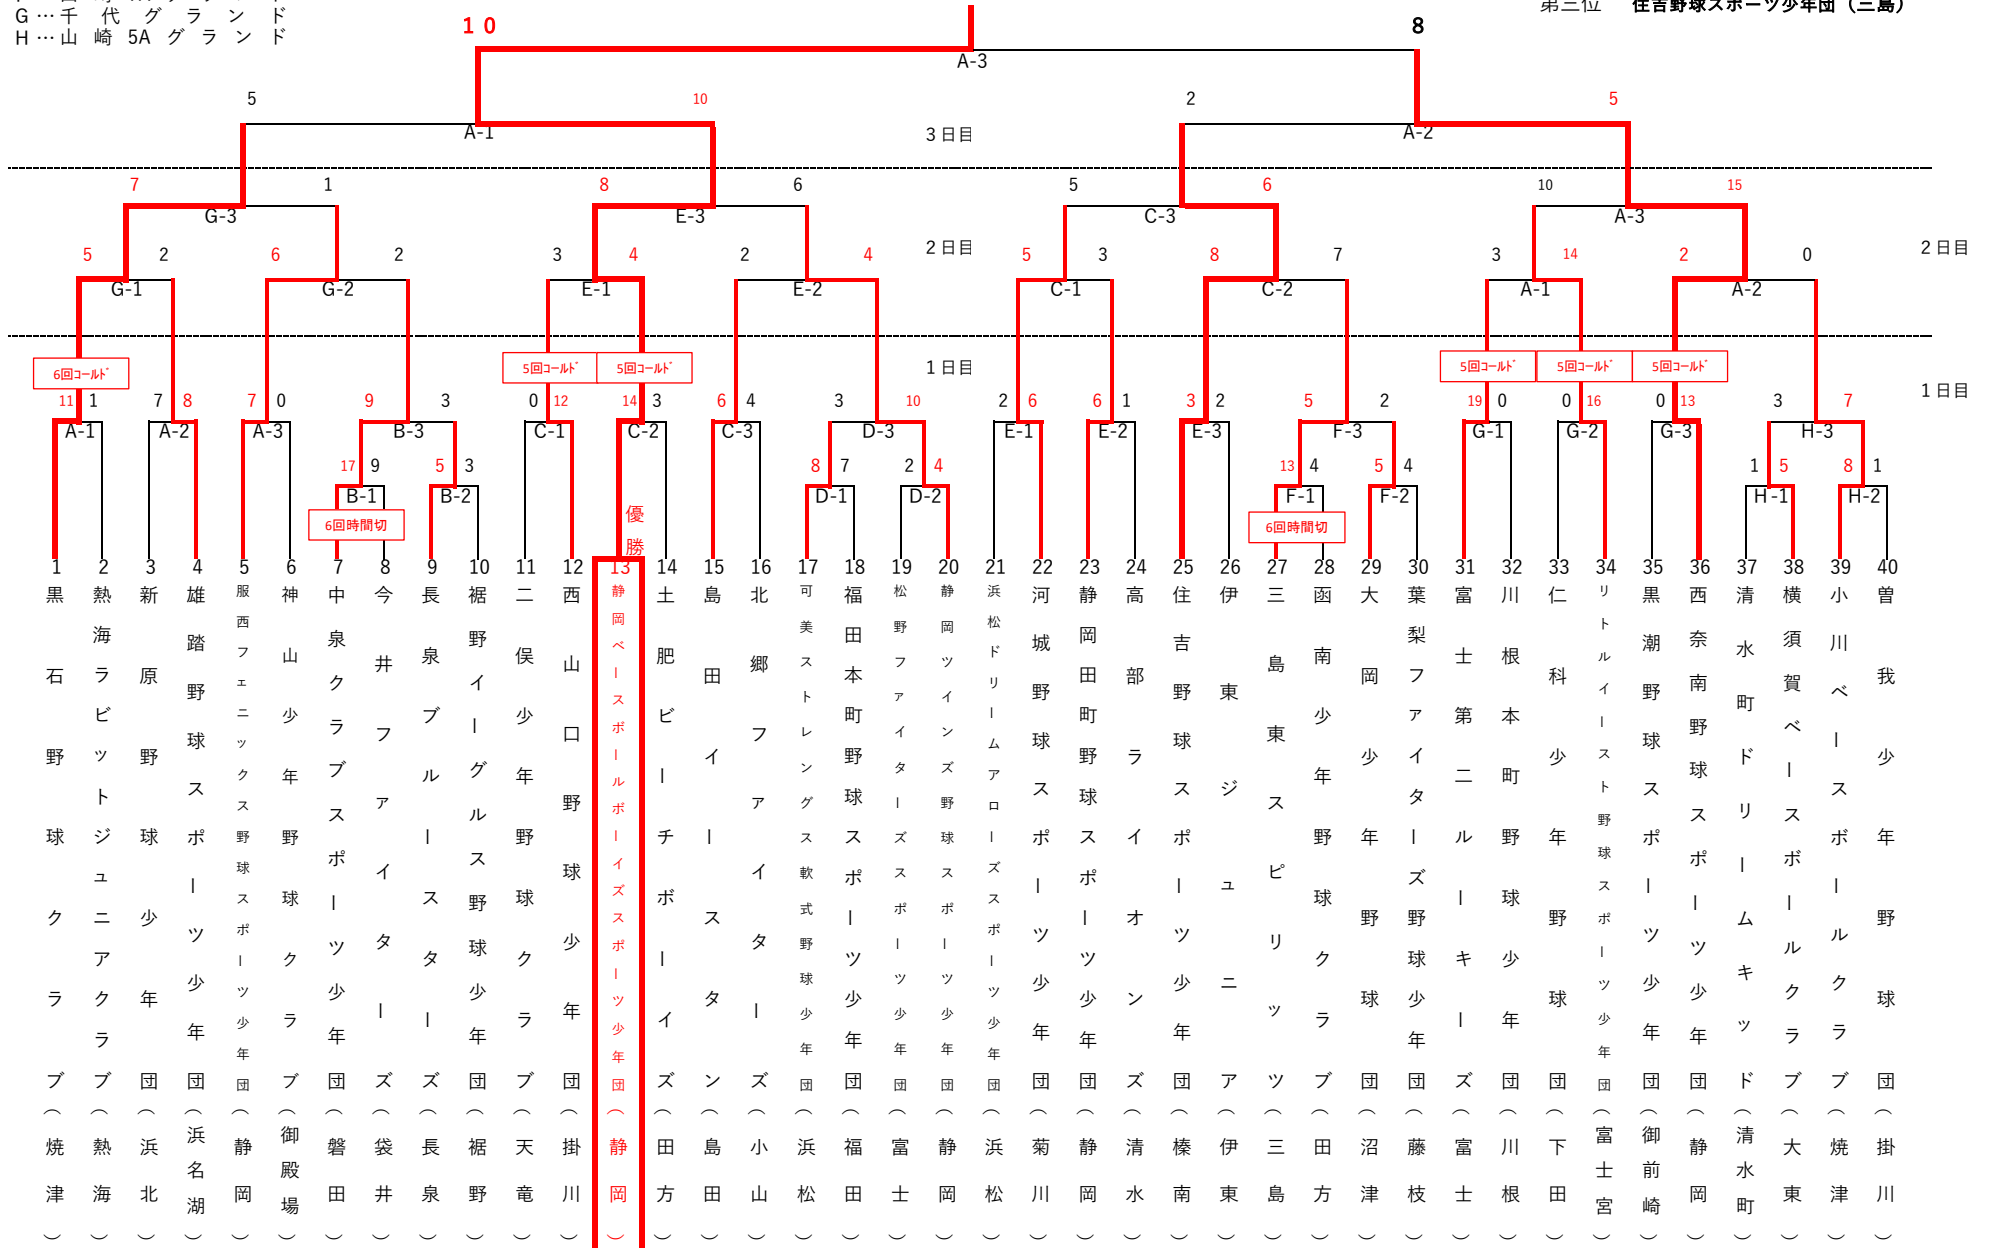 G…千代グランド
H…山崎5Aグランド
第三位 住吉野球スポーツ少年団（三島）
10 8
A-3
5 10 2 5
A-1 A-2
3日目
7 1 8 6 5 6 10 15
G-3 E-3 C-3 A-3
2日目 2日目
5 2 6 2 3 4 2 4 5 3 8 7 3 14 2 0
G-1 G-2 E-1 E-2 C-1 C-2 A-1 A-2
1日目 1日目
6回コールド 5回コールド 5回コールド 5回コールド 5回コールド 5回コールド
11 1 7 8 7 0 9 3 0 12 14 3 6 4 3 10 2 6 6 1 3 2 5 2 19 0 0 16 0 13 3 7
A-1 A-2 A-3 B-3 C-1 C-2 C-3 D-3 E-1 E-2 E-3 F-3 G-1 G-2 G-3 H-3
17 9 5 3 8 7 2 4 13 4 5 4 1 5 8 1
B-1 B-2 D-1 D-2 F-1 F-2 H-1 H-2
6回時間切 6回時間切
優勝
1 黒石野球クラブ（焼津）
2 熱海ラビットジュニアクラブ（熱海）
3 新原野球少年団（浜北）
4 雄踏野球スポーツ少年団（浜名湖）
5 服西フェニックス野球スポーツ少年団（静岡）
6 神山少年野球クラブ（御殿場）
7 中泉クラブスポーツ少年団（磐田）
8 今井ファイターズ（袋井）
9 長泉ブルースターズ（長泉）
10 裾野イーグルス野球少年団（裾野）
11 二俣少年野球クラブ（天竜）
12 西山口野球少年団（掛川）
13 静岡ベースボールボーイズスポーツ少年団（静岡）
14 土肥ビーチボーイズ（田方）
15 島田イースタン（島田）
16 北郷ファイターズ（小山）
17 可美ストレングス軟式野球少年団（浜松）
18 福田本町野球スポーツ少年団（福田）
19 松野ファイターズスポーツ少年団（富士）
20 静岡ツインズ野球スポーツ少年団（静岡）
21 浜松ドリームアローズスポーツ少年団（浜松）
22 河城野球スポーツ少年団（菊川）
23 静岡田町野球スポーツ少年団（静岡）
24 高部ライオンズ（清水）
25 住吉野球スポーツ少年団（榛南）
26 伊東ジュニア（伊東）
27 三島東スピリッツ（三島）
28 函南少年野球クラブ（田方）
29 大岡少年野球団（沼津）
30 葉梨ファイターズ野球少年団（藤枝）
31 富士第二ルーキーズ（富士）
32 川根本町野球少年団（川根）
33 仁科少年野球団（下田）
34 リトルイースト野球スポーツ少年団（富士宮）
35 黒潮野球スポーツ少年団（御前崎）
36 西奈南野球スポーツ少年団（静岡）
37 清水町ドリームキッド（清水町）
38 横須賀ベースボールクラブ（大東）
39 小川ベースボールクラブ（焼津）
40 曽我少年野球団（掛川）